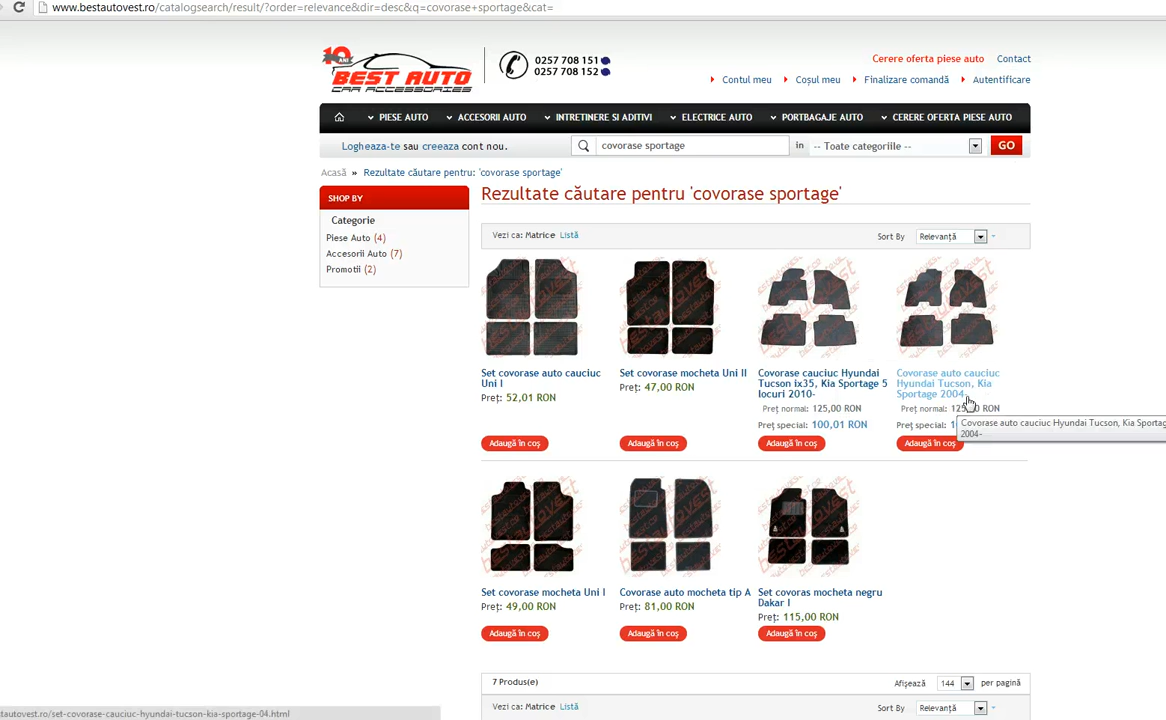 www.bestautovest.ro/catalogsearch/result/?order=relevance&dir=desc&q=covorase+sportage&cat=
10 ANI
BEST AUTO
CAR ACCESSORIES
0257 708 151
0257 708 152
Cerere oferta piese auto Contact
Contul meu Coșul meu Finalizare comandă Autentificare
PIESE AUTO ACCESORII AUTO INTRETINERE SI ADITIVI ELECTRICE AUTO PORTBAGAJE AUTO CERERE OFERTA PIESE AUTO
Logheaza-te sau creeaza cont nou.
covorase sportage in -- Toate categoriile -- GO
Acasă » Rezultate căutare pentru: 'covorase sportage'
SHOP BY
Categorie
Piese Auto (4)
Accesorii Auto (7)
Promotii (2)
Rezultate căutare pentru 'covorase sportage'
Vezi ca: Matrice Listă
Sort By Relevanță
Set covorase auto cauciuc
Uni I
Preț: 52,01 RON
Adaugă în coș
Set covorase mocheta Uni II
Preț: 47,00 RON
Adaugă în coș
Covorase cauciuc Hyundai
Tucson ix35, Kia Sportage 5
locuri 2010-
Preț normal: 125,00 RON
Preț special: 100,01 RON
Adaugă în coș
Covorase auto cauciuc
Hyundai Tucson, Kia
Sportage 2004-
Preț normal: RON
Preț special:
Adaugă în coș
Covorase auto cauciuc Hyundai Tucson, Kia Sportag
2004-
Set covorase mocheta Uni I
Preț: 49,00 RON
Adaugă în coș
Covorase auto mocheta tip A
Preț: 81,00 RON
Adaugă în coș
Set covoras mocheta negru
Dakar I
Preț: 115,00 RON
Adaugă în coș
7 Produs(e)
Afișează 144 per pagină
Vezi ca: Matrice Listă
Sort By Relevanță
tautovest.ro/set-covorase-cauciuc-hyundai-tucson-kia-sportage-04.html